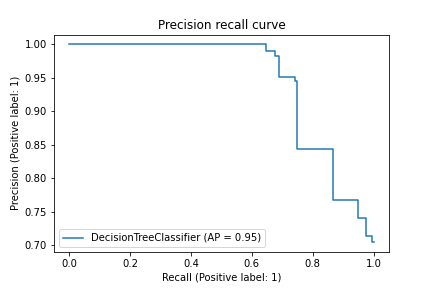 Precision recall curve
Precision (Positive label: 1)
1.00
0.95
0.90
0.85
0.80
0.75
0.70
DecisionTreeClassifier (AP = 0.95)
0.0 0.2 0.4 0.6 0.8 1.0
Recall (Positive label: 1)